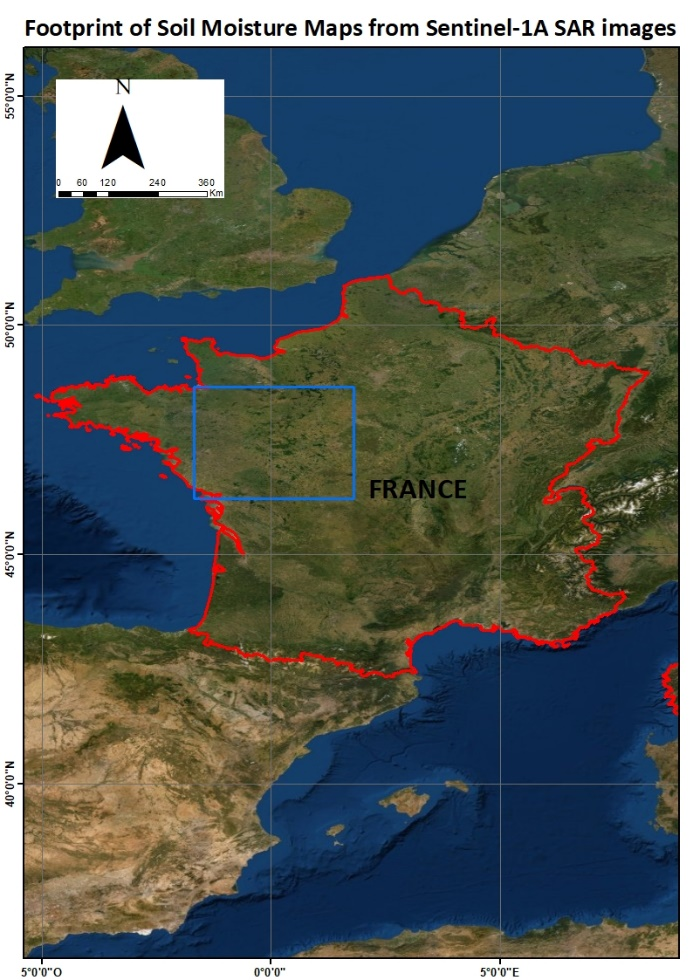 Footprint of Soil Moisture Maps from Sentinel-1A SAR images
N
0 60 120 240 360
Km
55°0'0"N
50°0'0"N
45°0'0"N
40°0'0"N
FRANCE
5°0'0"O 0°0'0" 5°0'0"E